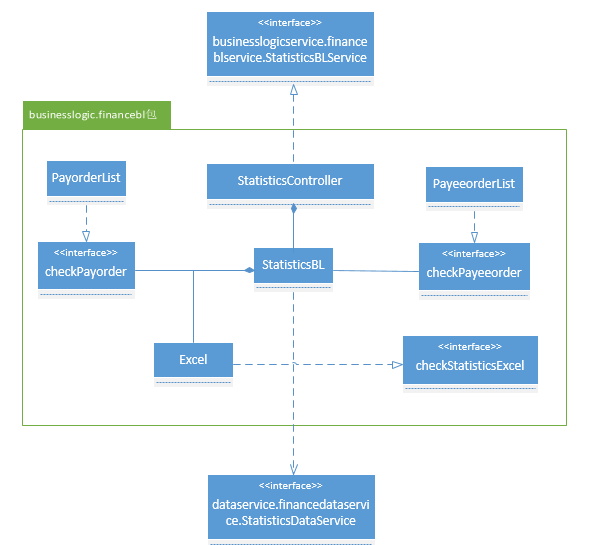 <<interface>>
businesslogicservice.finance
blservice.StatisticsBLService
businesslogic.financebl包
PayorderList
StatisticsController
PayeeorderList
<<interface>>
checkPayorder
StatisticsBL
<<interface>>
checkPayeeorder
Excel
<<interface>>
checkStatisticsExcel
<<interface>>
dataservice.financedataservi
ce.StatisticsDataService